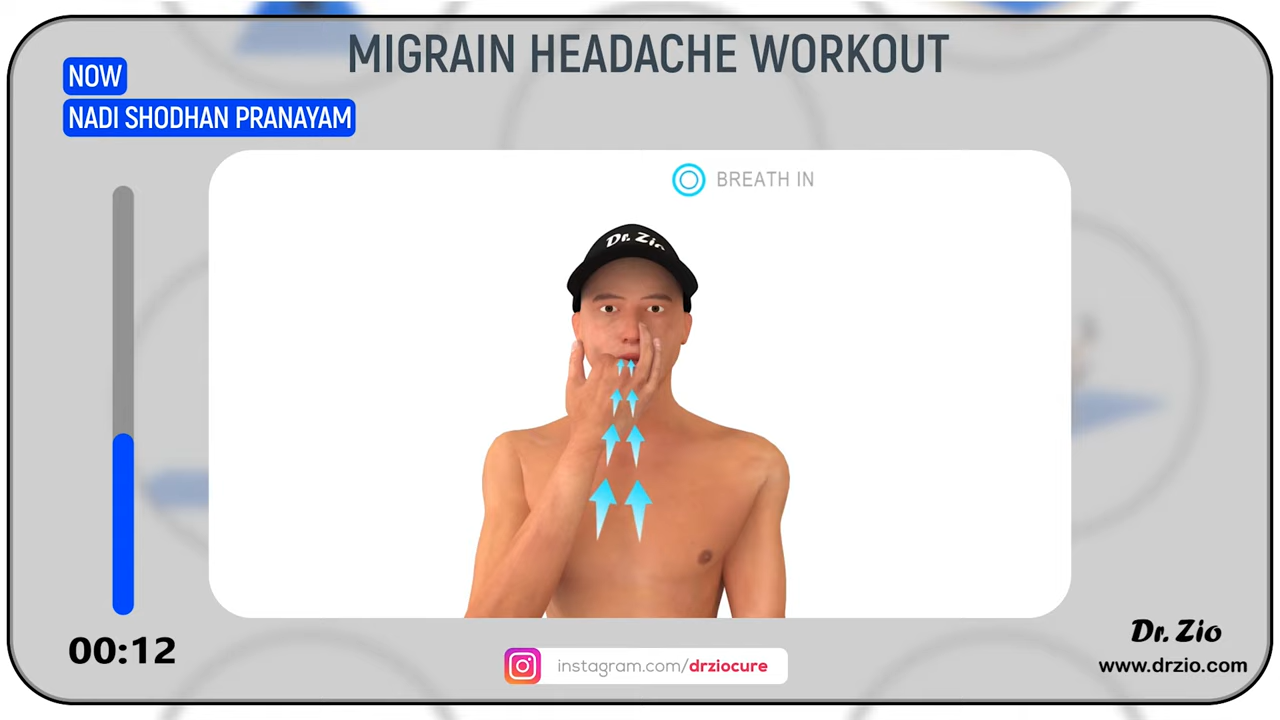 MIGRAIN HEADACHE WORKOUT
NOW
NADI SHODHAN PRANAYAM
BREATH IN
Dr. Zio
00:12
Dr. Zio
www.drzio.com
instagram.com/drziocure